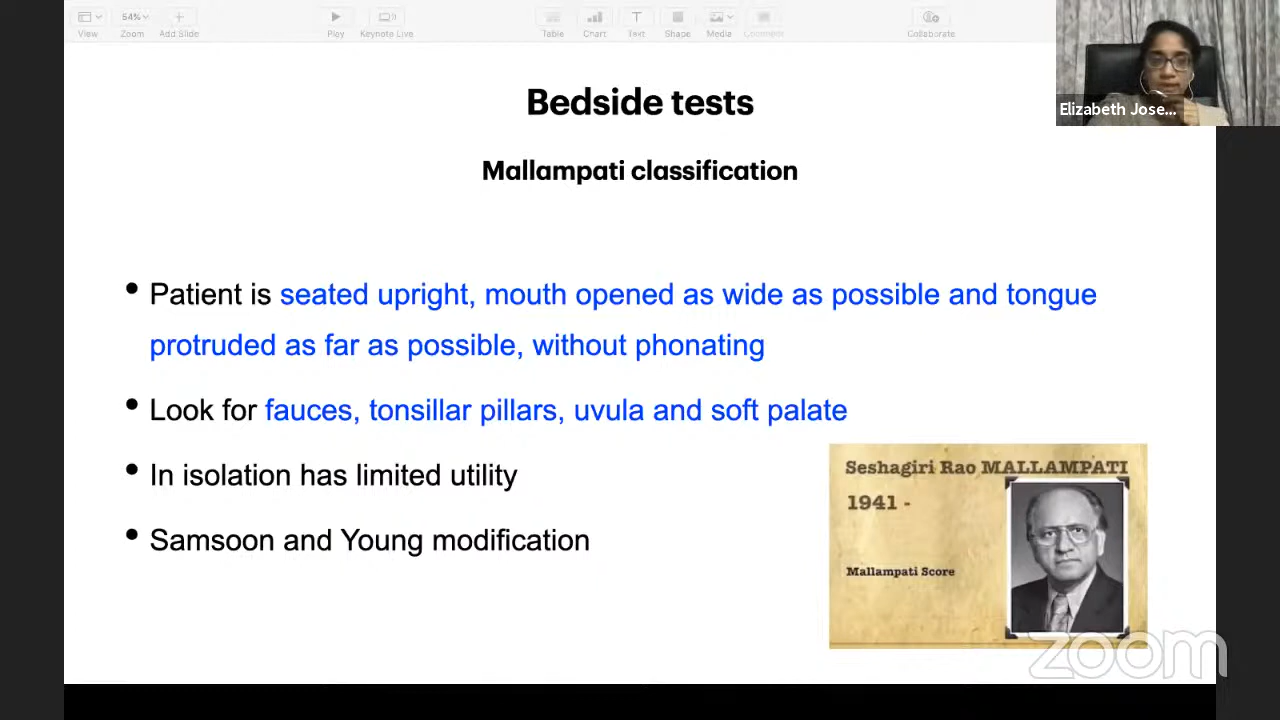 View
54%
Zoom
Add Slide
Play
Keynote Live
Table
Chart
Text
Shape
Media
Comment
Collaborate
Elizabeth Jose...
Bedside tests
Mallampati classification
• Patient is seated upright, mouth opened as wide as possible and tongue
protruded as far as possible, without phonating
• Look for fauces, tonsillar pillars, uvula and soft palate
• In isolation has limited utility
• Samsoon and Young modification
Seshagiri Rao MALLAMPATI
1941 -
Mallampati Score
zoom